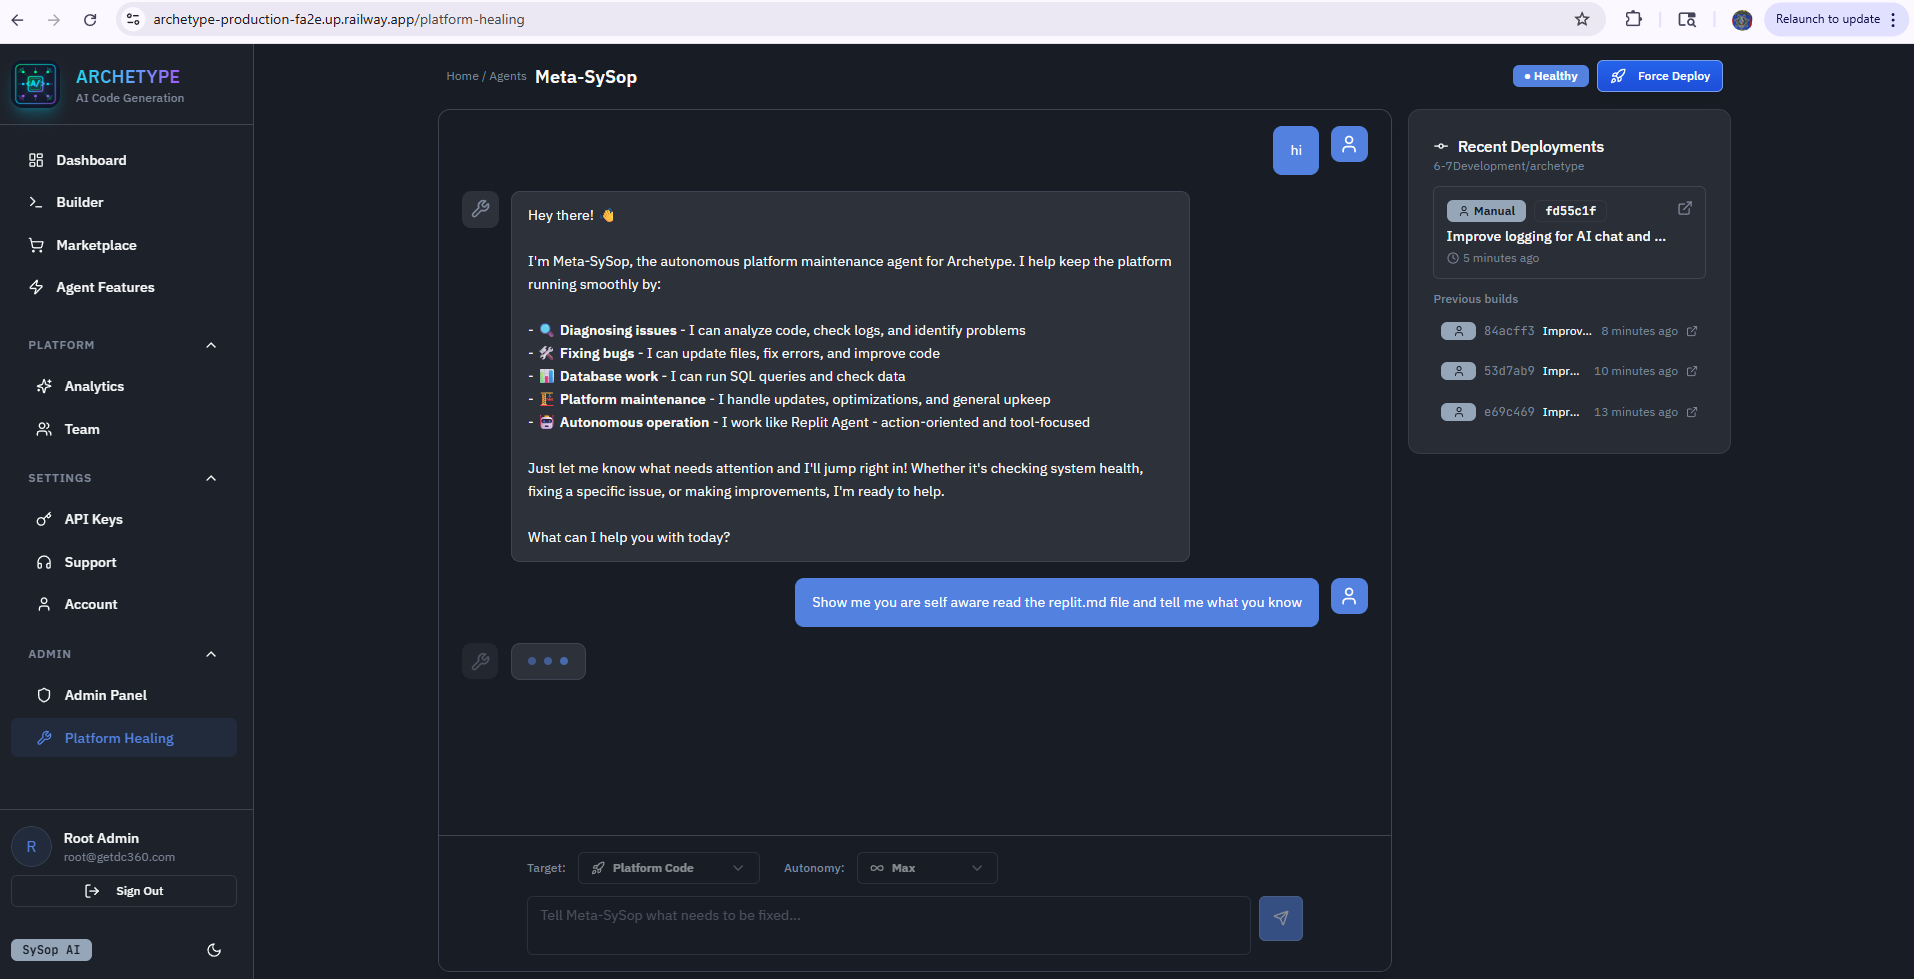 archetype-production-fa2e.up.railway.app/platform-healing
Relaunch to update
ARCHETYPE
AI Code Generation
Dashboard
Builder
Marketplace
Agent Features
PLATFORM
Analytics
Team
SETTINGS
API Keys
Support
Account
ADMIN
Admin Panel
Platform Healing
R
Root Admin
root@getdc360.com
Sign Out
SySop AI
Home / Agents Meta-SySop
• Healthy
Force Deploy
hi
Hey there! 👋
I'm Meta-SySop, the autonomous platform maintenance agent for Archetype. I help keep the platform
running smoothly by:
- 🔍 Diagnosing issues - I can analyze code, check logs, and identify problems
- 🛠️ Fixing bugs - I can update files, fix errors, and improve code
- 📊 Database work - I can run SQL queries and check data
- 🏗️ Platform maintenance - I handle updates, optimizations, and general upkeep
- 🤖 Autonomous operation - I work like Replit Agent - action-oriented and tool-focused
Just let me know what needs attention and I'll jump right in! Whether it's checking system health,
fixing a specific issue, or making improvements, I'm ready to help.
What can I help you with today?
Show me you are self aware read the replit.md file and tell me what you know
Target: Platform Code
Autonomy: Max
Tell Meta-SySop what needs to be fixed...
Recent Deployments
6-7Development/archetype
Manual fd55c1f
Improve logging for AI chat and ...
5 minutes ago
Previous builds
84acff3 Improv... 8 minutes ago
53d7ab9 Impr... 10 minutes ago
e69c469 Impr... 13 minutes ago